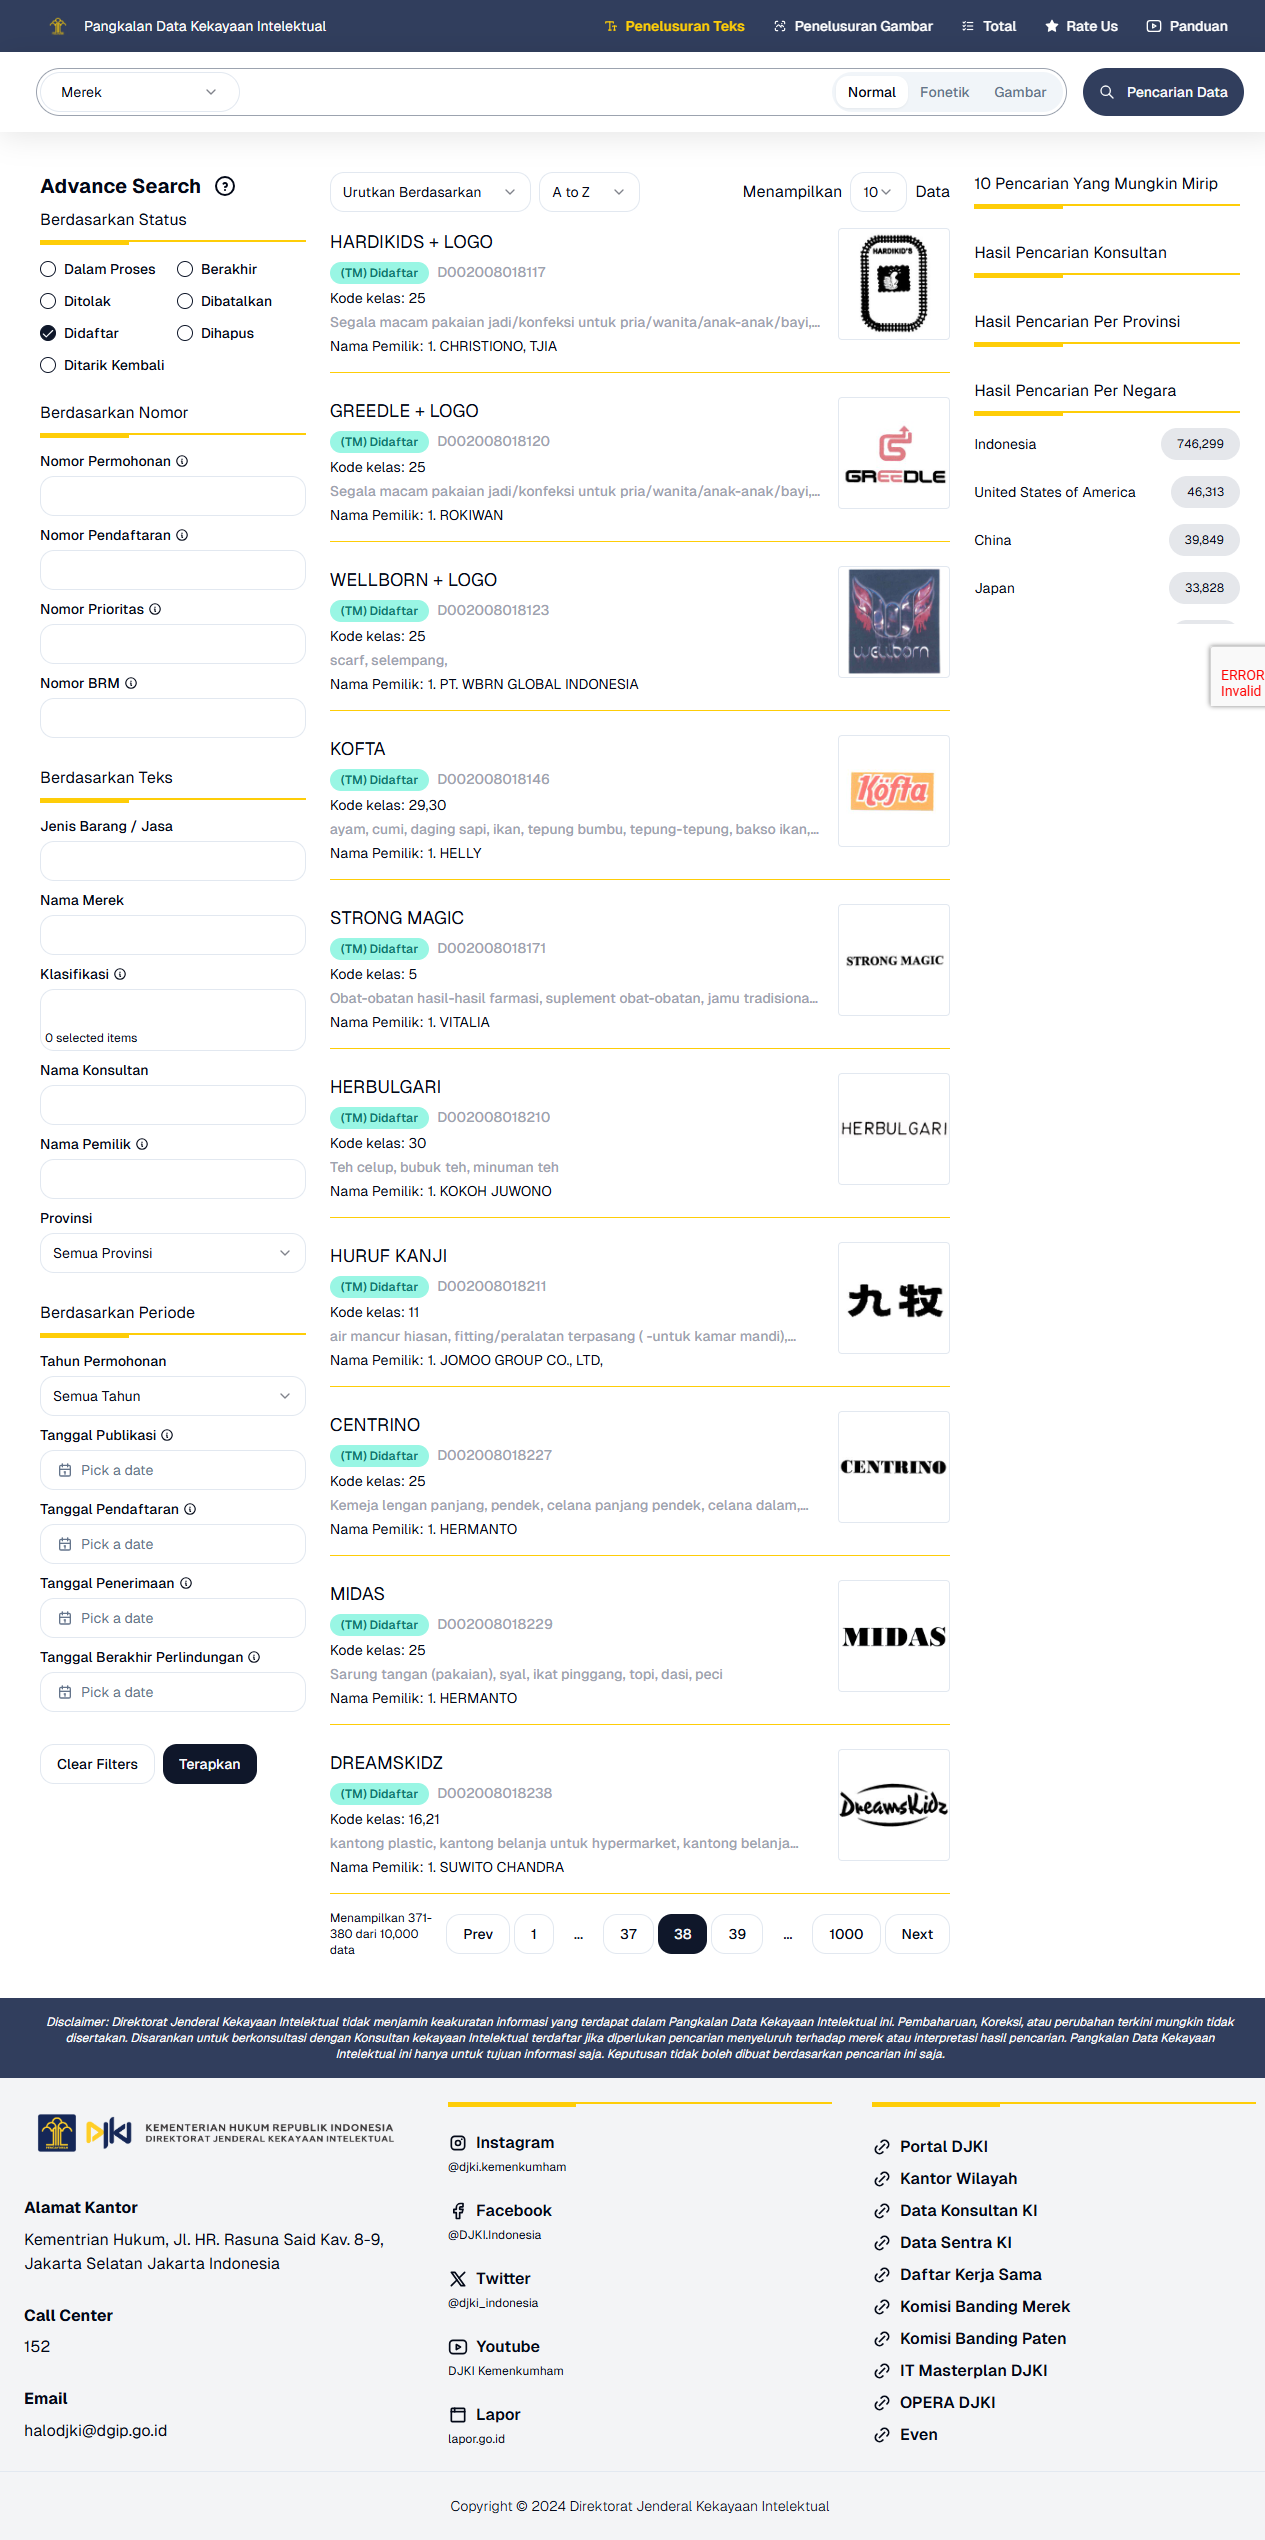 Pangkalan Data Kekayaan Intelektual
Penelusuran Teks
Penelusuran Gambar
Total
Rate Us
Panduan
Merek
Normal
Fonetik
Gambar
Pencarian Data
Advance Search
Berdasarkan Status
Dalam Proses
Berakhir
Ditolak
Dibatalkan
Didaftar
Dihapus
Ditarik Kembali
Berdasarkan Nomor
Nomor Permohonan
Nomor Pendaftaran
Nomor Prioritas
Nomor BRM
Berdasarkan Teks
Jenis Barang / Jasa
Nama Merek
Klasifikasi
0 selected items
Nama Konsultan
Nama Pemilik
Provinsi
Semua Provinsi
Berdasarkan Periode
Tahun Permohonan
Semua Tahun
Tanggal Publikasi
Pick a date
Tanggal Pendaftaran
Pick a date
Tanggal Penerimaan
Pick a date
Tanggal Berakhir Perlindungan
Pick a date
Clear Filters
Terapkan
Urutkan Berdasarkan
A to Z
Menampilkan
10
Data
HARDIKIDS + LOGO
(TM) Didaftar
D002008018117
Kode kelas: 25
Segala macam pakaian jadi/konfeksi untuk pria/wanita/anak-anak/bayi,...
Nama Pemilik: 1. CHRISTIONO, TJIA
HARDIKID'S
GREEDLE + LOGO
(TM) Didaftar
D002008018120
Kode kelas: 25
Segala macam pakaian jadi/konfeksi untuk pria/wanita/anak-anak/bayi,...
Nama Pemilik: 1. ROKIWAN
GREEDLE
WELLBORN + LOGO
(TM) Didaftar
D002008018123
Kode kelas: 25
scarf, selempang,
Nama Pemilik: 1. PT. WBRN GLOBAL INDONESIA
wellborn
KOFTA
(TM) Didaftar
D002008018146
Kode kelas: 29,30
ayam, cumi, daging sapi, ikan, tepung bumbu, tepung-tepung, bakso ikan,...
Nama Pemilik: 1. HELLY
Köfta
STRONG MAGIC
(TM) Didaftar
D002008018171
Kode kelas: 5
Obat-obatan hasil-hasil farmasi, suplement obat-obatan, jamu tradisiona...
Nama Pemilik: 1. VITALIA
STRONG MAGIC
HERBULGARI
(TM) Didaftar
D002008018210
Kode kelas: 30
Teh celup, bubuk teh, minuman teh
Nama Pemilik: 1. KOKOH JUWONO
HERBULGARI
HURUF KANJI
(TM) Didaftar
D002008018211
Kode kelas: 11
air mancur hiasan, fitting/peralatan terpasang ( -untuk kamar mandi),...
Nama Pemilik: 1. JOMOO GROUP CO., LTD,
九牧
CENTRINO
(TM) Didaftar
D002008018227
Kode kelas: 25
Kemeja lengan panjang, pendek, celana panjang pendek, celana dalam,...
Nama Pemilik: 1. HERMANTO
CENTRINO
MIDAS
(TM) Didaftar
D002008018229
Kode kelas: 25
Sarung tangan (pakaian), syal, ikat pinggang, topi, dasi, peci
Nama Pemilik: 1. HERMANTO
MIDAS
DREAMSKIDZ
(TM) Didaftar
D002008018238
Kode kelas: 16,21
kantong plastic, kantong belanja untuk hypermarket, kantong belanja...
Nama Pemilik: 1. SUWITO CHANDRA
DreamsKidz
Menampilkan 371-
380 dari 10,000
data
Prev
1
...
37
38
39
...
1000
Next
10 Pencarian Yang Mungkin Mirip
Hasil Pencarian Konsultan
Hasil Pencarian Per Provinsi
Hasil Pencarian Per Negara
Indonesia
746,299
United States of America
46,313
China
39,849
Japan
33,828
ERROR
Invalid
Disclaimer: Direktorat Jenderal Kekayaan Intelektual tidak menjamin keakuratan informasi yang terdapat dalam Pangkalan Data Kekayaan Intelektual ini. Pembaharuan, Koreksi, atau perubahan terkini mungkin tidak
disertakan. Disarankan untuk berkonsultasi dengan Konsultan kekayaan Intelektual terdaftar jika diperlukan pencarian menyeluruh terhadap merek atau interpretasi hasil pencarian. Pangkalan Data Kekayaan
Intelektual ini hanya untuk tujuan informasi saja. Keputusan tidak boleh dibuat berdasarkan pencarian ini saja.
KEMENTERIAN HUKUM REPUBLIK INDONESIA
DIREKTORAT JENDERAL KEKAYAAN INTELEKTUAL
Alamat Kantor
Kementrian Hukum, Jl. HR. Rasuna Said Kav. 8-9,
Jakarta Selatan Jakarta Indonesia
Call Center
152
Email
halodjki@dgip.go.id
Instagram
@djki.kemenkumham
Facebook
@DJKI.Indonesia
Twitter
@djki_indonesia
Youtube
DJKI Kemenkumham
Lapor
lapor.go.id
Portal DJKI
Kantor Wilayah
Data Konsultan KI
Data Sentra KI
Daftar Kerja Sama
Komisi Banding Merek
Komisi Banding Paten
IT Masterplan DJKI
OPERA DJKI
Even
Copyright © 2024 Direktorat Jenderal Kekayaan Intelektual